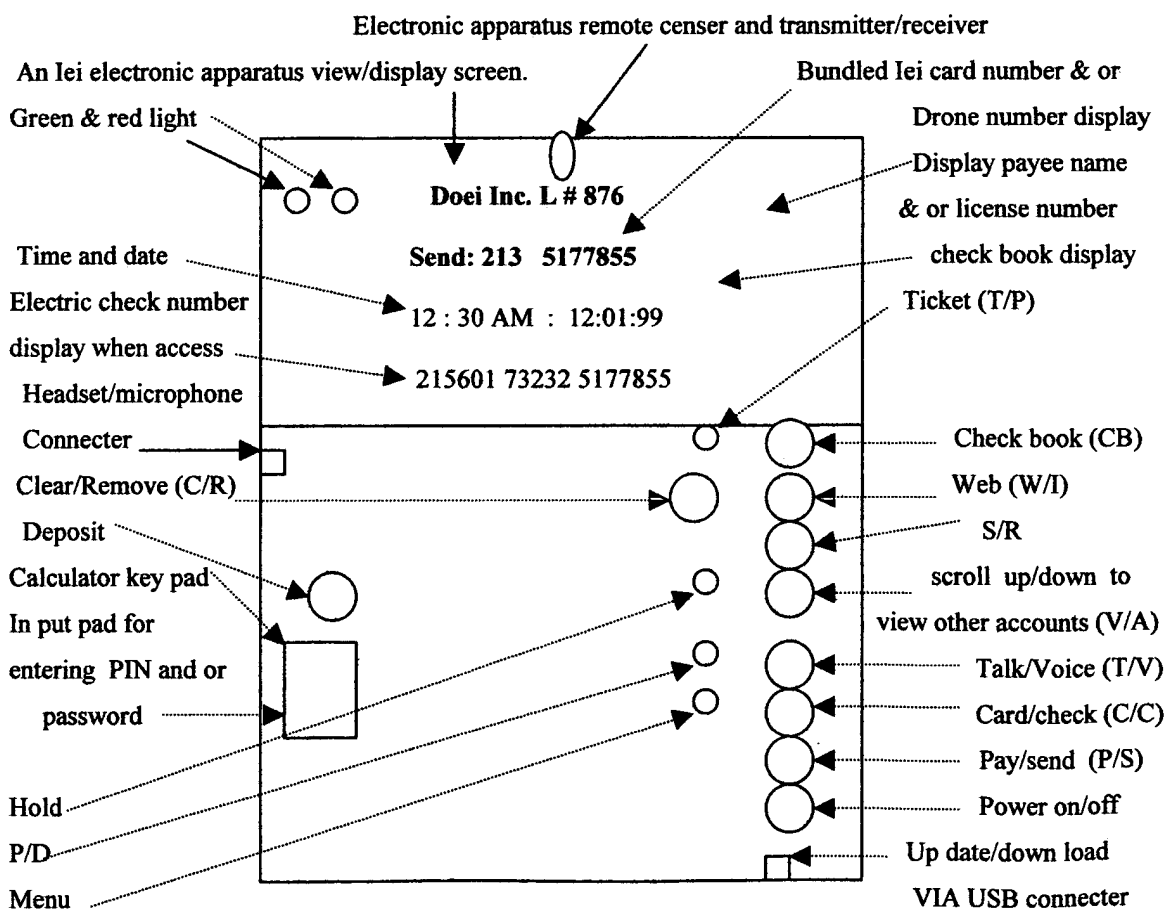 Electronic apparatus remote censer and transmitter/receiver
An Iei electronic apparatus view/display screen.
Bundled Iei card number & or
Drone number display
Green & red light
Display payee name
& or license number
check book display
Doei Inc. L # 876
Send: 213 5177855
12 : 30 AM : 12:01:99
215601 73232 5177855
Time and date
Electric check number
display when access
Headset/microphone
Connecter
Clear/Remove (C/R)
Deposit
Calculator key pad
In put pad for
entering PIN and or
password
Hold
P/D
Menu
Ticket (T/P)
Check book (CB)
Web (W/I)
S/R
scroll up/down to
view other accounts (V/A)
Talk/Voice (T/V)
Card/check (C/C)
Pay/send (P/S)
Power on/off
Up date/down load
VIA USB connecter